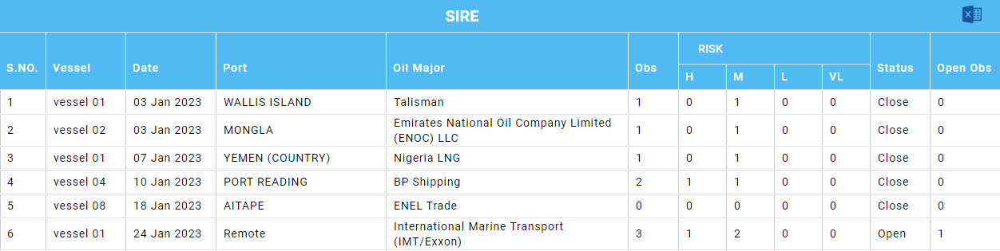 SIRE
S.NO. Vessel Date Port Oil Major Obs RISK Status Open Obs
H M L VL
1 vessel 01 03 Jan 2023 WALLIS ISLAND Talisman 1 0 1 0 0 Close 0
2 vessel 02 03 Jan 2023 MONGLA Emirates National Oil Company Limited (ENOC) LLC 1 0 1 0 0 Close 0
3 vessel 01 07 Jan 2023 YEMEN (COUNTRY) Nigeria LNG 1 0 1 0 0 Close 0
4 vessel 04 10 Jan 2023 PORT READING BP Shipping 2 1 1 0 0 Close 0
5 vessel 08 18 Jan 2023 AITAPE ENEL Trade 0 0 0 0 0 Close 0
6 vessel 01 24 Jan 2023 Remote International Marine Transport (IMT/Exxon) 3 1 2 0 0 Open 1